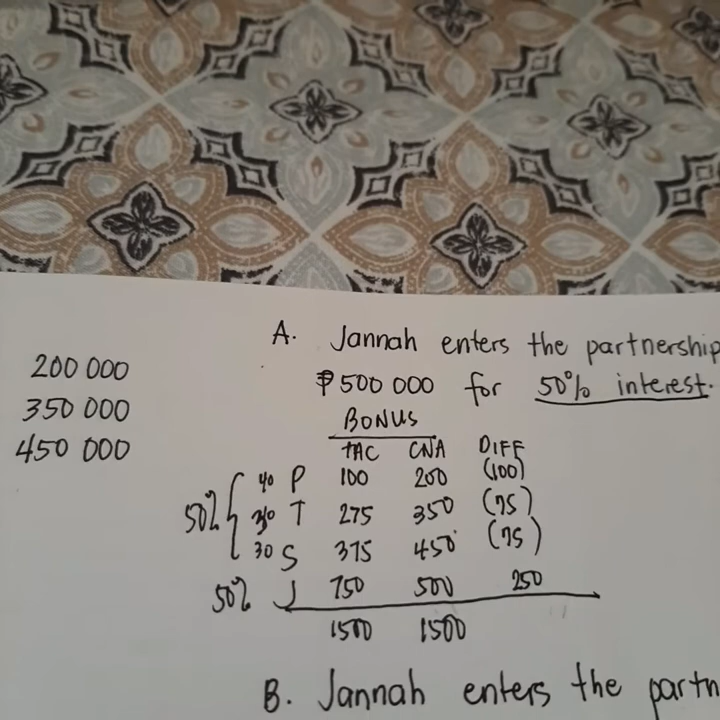 200 000
350 000
450 000
A. Jannah enters the partnership
₱500 000 for 50% interest.
BONUS
TAC CNA DIFF
50% { 40 P 100 200 (100)
30 T 275 350 (75)
30 S 375 450 (75)
50% J 750 500 250
1500 1500
B. Jannah enters the partn